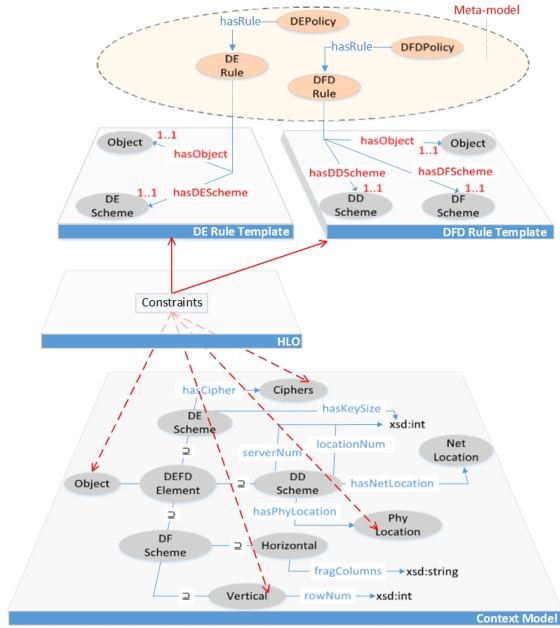 Meta-model
DEPolicy
hasRule
hasRule
DFDPolicy
DE
Rule
DFD
Rule
Object
1..1
hasObject
1..1
hasDEScheme
DE
Scheme
DE Rule Template
hasObject
Object
1..1
hasDDScheme
hasDFScheme
1..1
1..1
DD
Scheme
DF
Scheme
DFD Rule Template
Constraints
HLO
hasCipher
Ciphers
DE
Scheme
hasKeySize
xsd:int
serverNum
locationNum
Net
Location
⊇
Object
DEFD
Element
⊇
DD
Scheme
hasNetLocation
hasPhyLocation
⊇
Phy
Location
DF
Scheme
⊇
Horizontal
fragColumns
xsd:string
⊇
Vertical
rowNum
xsd:int
Context Model